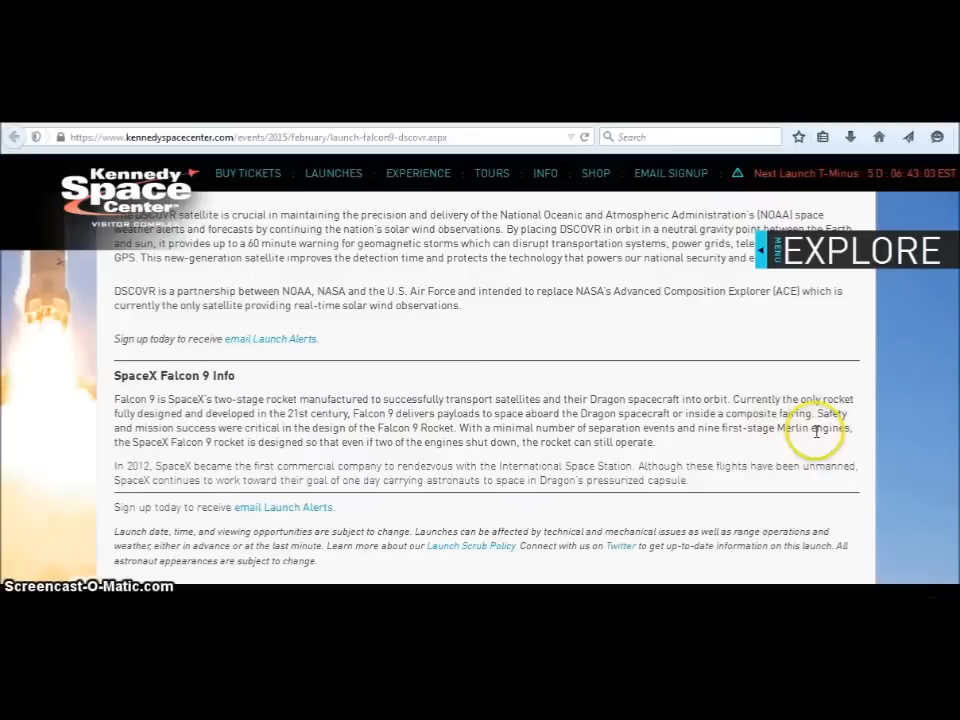 https://www.kennedyspacecenter.com/events/2015/february/launch-falcon9-dscovr.aspx
Search
Kennedy
Space
Center
VISITOR COMPLEX
BUY TICKETS : LAUNCHES : EXPERIENCE : TOURS : INFO : SHOP : EMAIL SIGNUP : Next Launch T-Minus 5 D : 06 : 43 : 03 EST
The DSCOVR satellite is crucial in maintaining the precision and delivery of the National Oceanic and Atmospheric Administration's (NOAA) space
weather alerts and forecasts by continuing the nation's solar wind observations. By placing DSCOVR in orbit in a neutral gravity point between the Earth
and sun, it provides up to a 60 minute warning for geomagnetic storms which can disrupt transportation systems, power grids,
GPS. This new-generation satellite improves the detection time and protects the technology that powers our national security and
MENU
EXPLORE
DSCOVR is a partnership between NOAA, NASA and the U.S. Air Force and intended to replace NASA's Advanced Composition Explorer (ACE) which is
currently the only satellite providing real-time solar wind observations.
Sign up today to receive email Launch Alerts.
SpaceX Falcon 9 Info
Falcon 9 is SpaceX's two-stage rocket manufactured to successfully transport satellites and their Dragon spacecraft into orbit. Currently the only rocket
fully designed and developed in the 21st century, Falcon 9 delivers payloads to space aboard the Dragon spacecraft or inside a composite fairing. Safety
and mission success were critical in the design of the Falcon 9 Rocket. With a minimal number of separation events and nine first-stage Merlin engines,
the SpaceX Falcon 9 rocket is designed so that even if two of the engines shut down, the rocket can still operate.
In 2012, SpaceX became the first commercial company to rendezvous with the International Space Station. Although these flights have been unmanned,
SpaceX continues to work toward their goal of one day carrying astronauts to space in Dragon's pressurized capsule.
Sign up today to receive email Launch Alerts.
Launch date, time, and viewing opportunities are subject to change. Launches can be affected by technical and mechanical issues as well as range operations and
weather, either in advance or at the last minute. Learn more about our Launch Scrub Policy. Connect with us on Twitter to get up-to-date information on this launch. All
astronaut appearances are subject to change.
Screencast-O-Matic.com